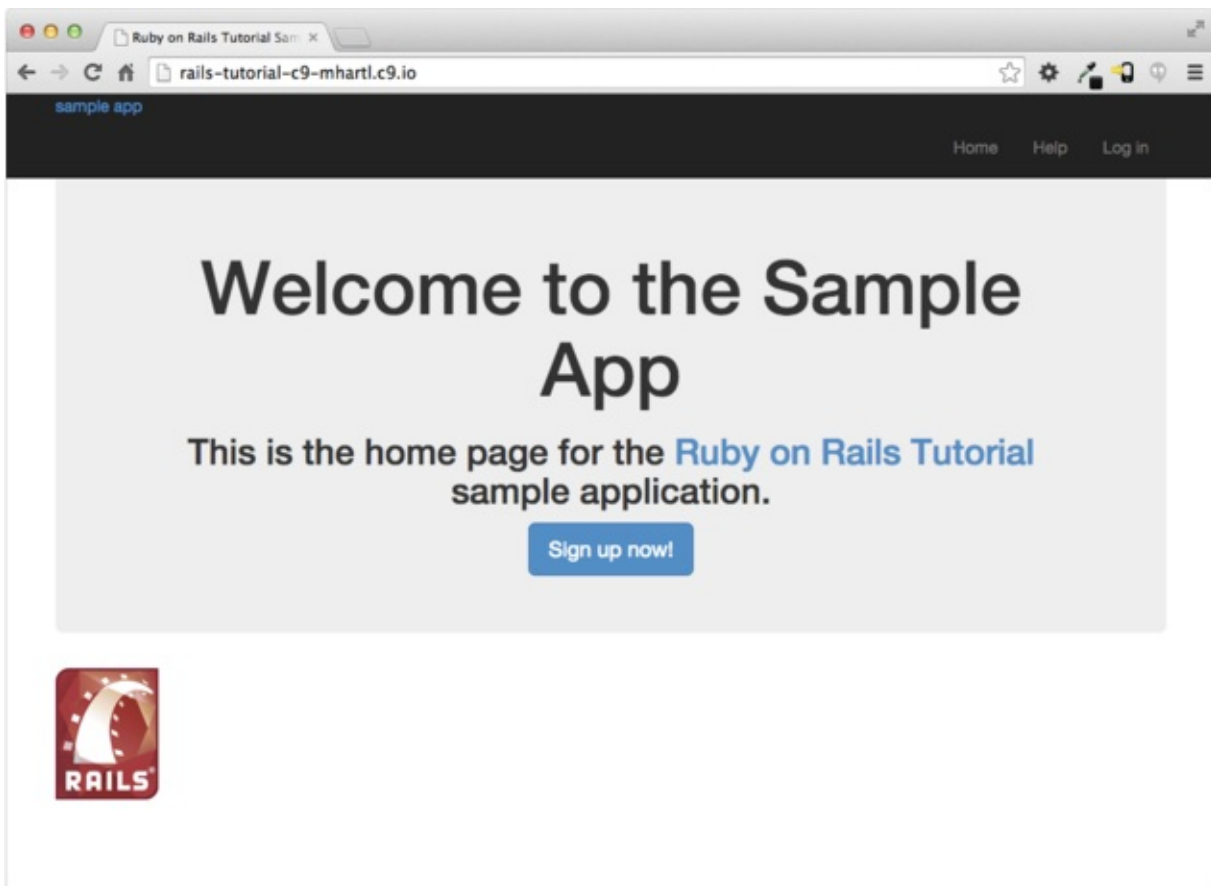 Ruby on Rails Tutorial Sam
rails-tutorial-c9-mhartl.c9.io
sample app
Home Help Log in
Welcome to the Sample
App
This is the home page for the Ruby on Rails Tutorial
sample application.
Sign up now!
RAILS